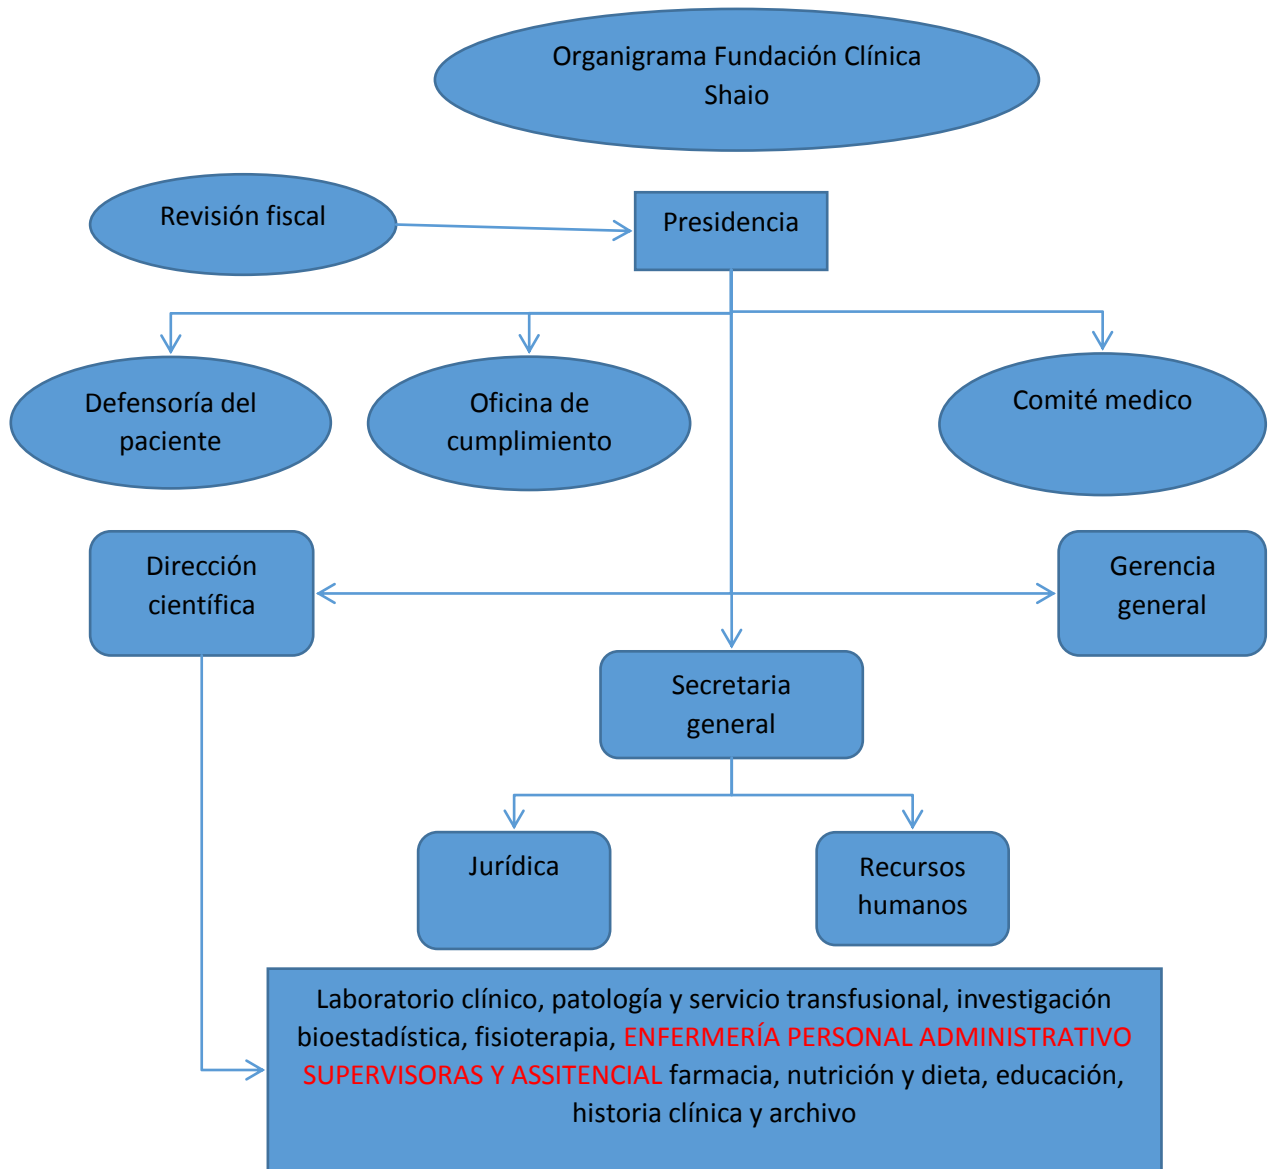 Organigrama Fundación Clínica
Shaio
Revisión fiscal
Presidencia
Defensoría del
paciente
Oficina de
cumplimiento
Comité medico
Dirección
científica
Gerencia
general
Secretaria
general
Jurídica
Recursos
humanos
Laboratorio clínico, patología y servicio transfusional, investigación
bioestadística, fisioterapia, ENFERMERÍA PERSONAL ADMINISTRATIVO
SUPERVISORAS Y ASSITENCIAL farmacia, nutrición y dieta, educación,
historia clínica y archivo